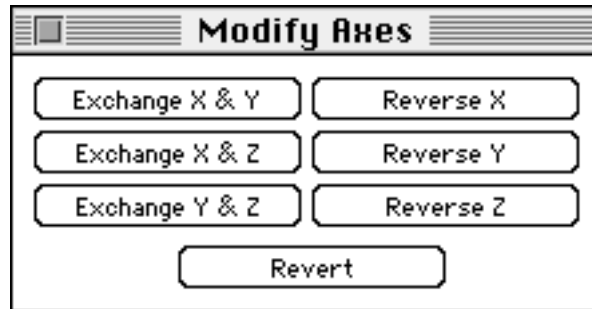 Modify Axes
Exchange X & Y
Reverse X
Exchange X & Z
Reverse Y
Exchange Y & Z
Reverse Z
Revert